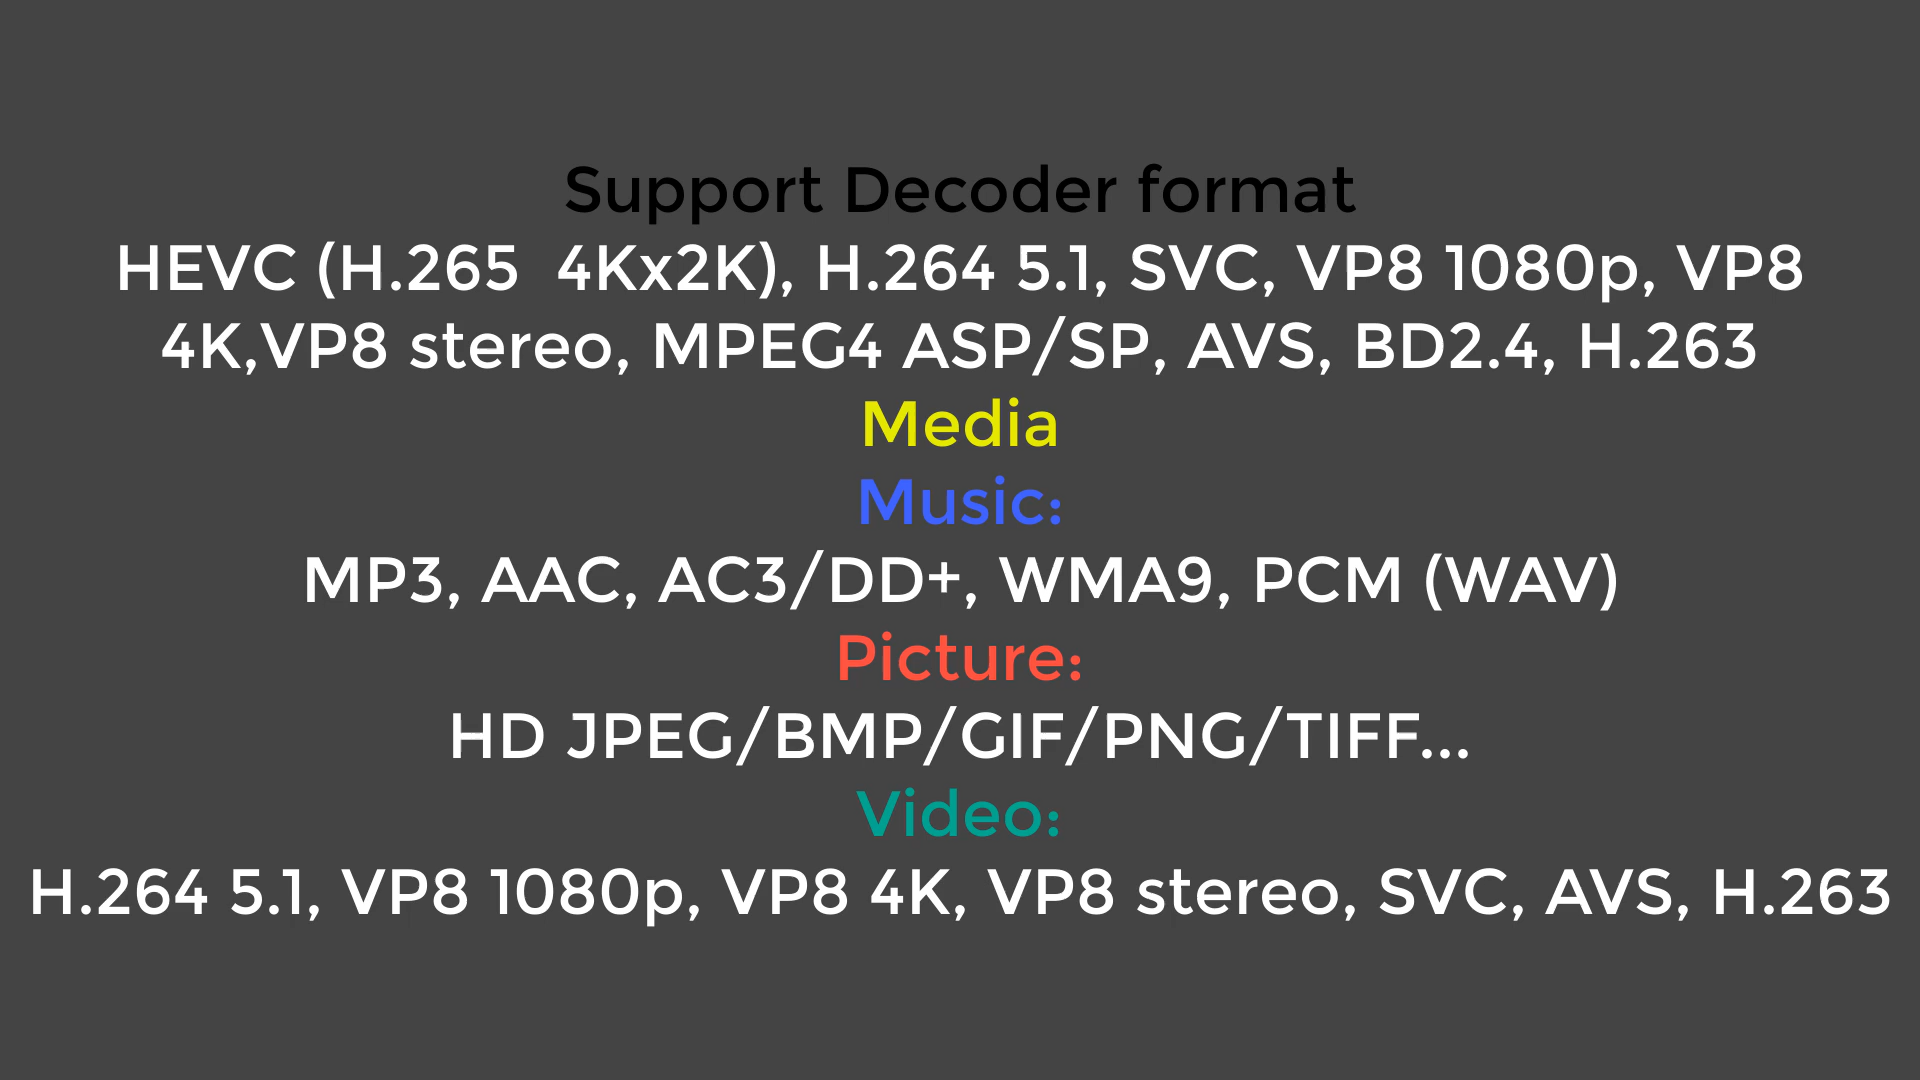 Support Decoder format
HEVC (H.265  4Kx2K), H.264 5.1, SVC, VP8 1080p, VP8
4K,VP8 stereo, MPEG4 ASP/SP, AVS, BD2.4, H.263
Media
Music:
MP3, AAC, AC3/DD+, WMA9, PCM (WAV)
Picture:
HD JPEG/BMP/GIF/PNG/TIFF...
Video:
H.264 5.1, VP8 1080p, VP8 4K, VP8 stereo, SVC, AVS, H.263